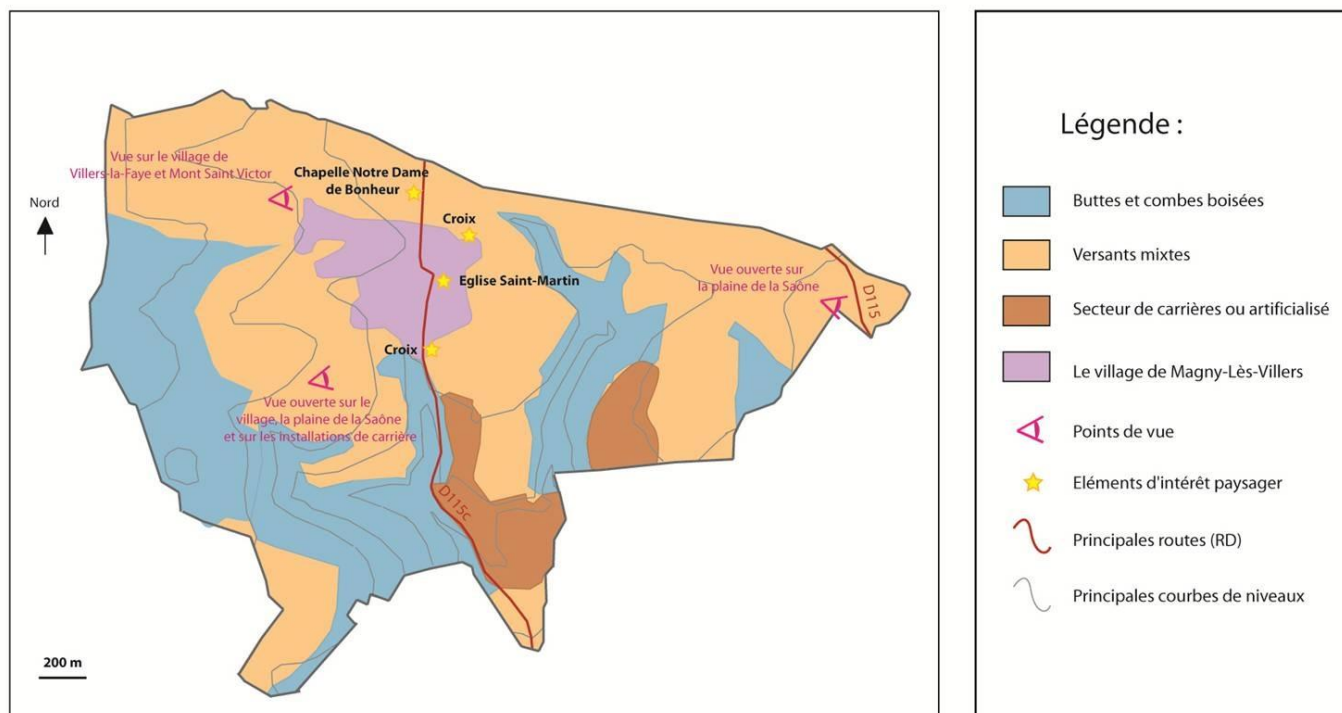 Vue sur le village de
Villers-la-Faye et Mont Saint Victor
Chapelle Notre Dame
de Bonheur
Nord
Croix
Eglise Saint-Martin
Vue ouverte sur
la plaine de la Saône
D115
Croix
Vue ouverte sur le
village, la plaine de la Saône
et sur les installations de carrière
D115c
200 m
Légende :
Buttes et combes boisées
Versants mixtes
Secteur de carrières ou artificialisé
Le village de Magny-Lès-Villers
Points de vue
Eléments d'intérêt paysager
Principales routes (RD)
Principales courbes de niveaux